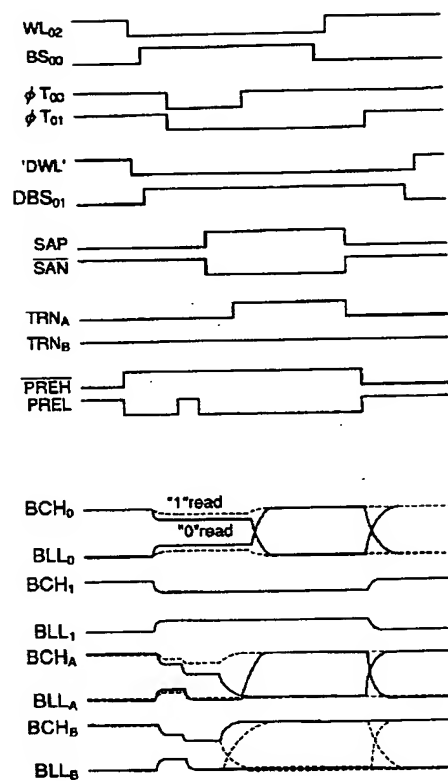 WL02
BS00
φT00
φT01
'DWL'
DBS01
SAP
SAN
TRNA
TRNB
PREH
PREL
BCH0
"1"read
"0"read
BLL0
BCH1
BLL1
BCHA
BLLA
BCHB
BLLB